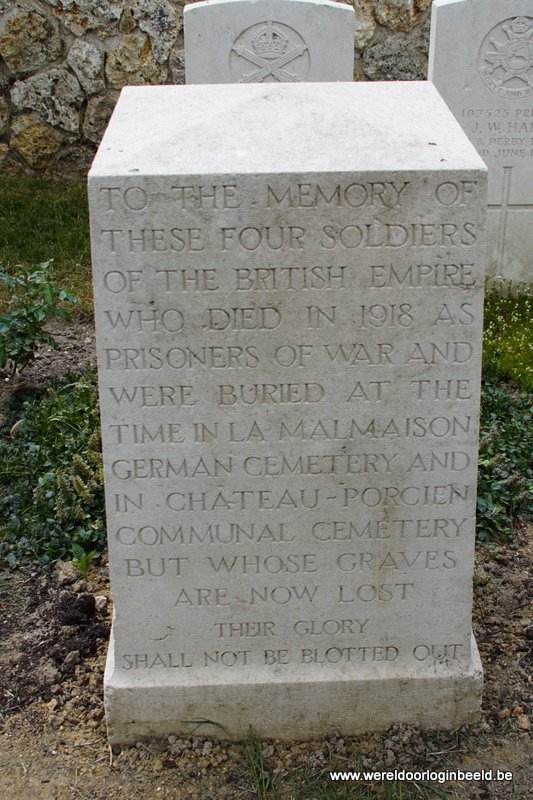 TO THE MEMORY OF
THESE FOUR SOLDIERS
OF THE BRITISH EMPIRE
WHO DIED IN 1918 AS
PRISONERS OF WAR AND
WERE BURIED AT THE
TIME IN LA MALMAISON
GERMAN CEMETERY AND
IN CHATEAU-PORCIEN
COMMUNAL CEMETERY
BUT WHOSE GRAVES
ARE NOW LOST
THEIR GLORY
SHALL NOT BE BLOTTED OUT
107525
J. W.
DERBY
JUNE
www.wereldoorloginbeeld.be